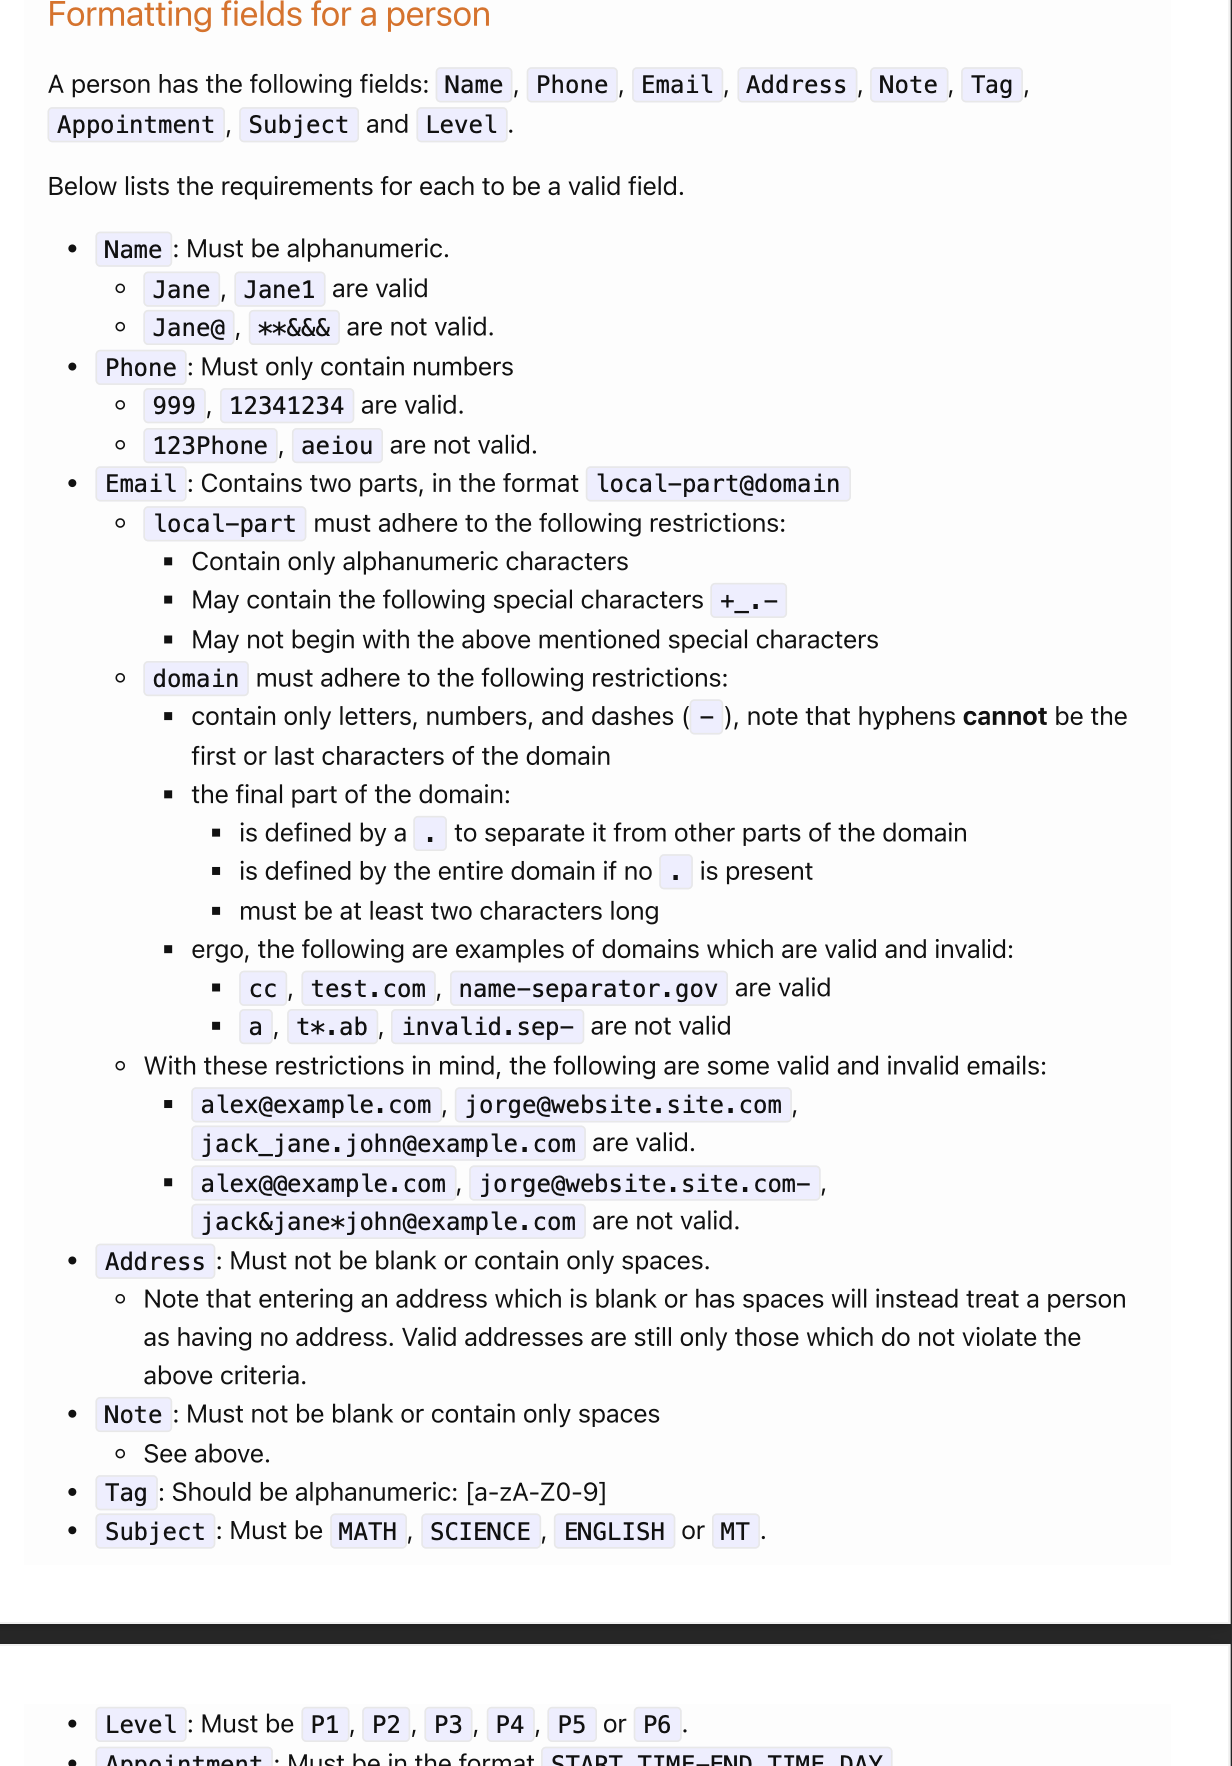 Formatting fields for a person
A person has the following fields: Name, Phone, Email, Address, Note, Tag,
Appointment, Subject and Level.
Below lists the requirements for each to be a valid field.
• Name: Must be alphanumeric.
◦ Jane, Jane1 are valid
◦ Jane@, **&&& are not valid.
• Phone: Must only contain numbers
◦ 999, 12341234 are valid.
◦ 123Phone, aeiou are not valid.
• Email: Contains two parts, in the format local-part@domain
◦ local-part must adhere to the following restrictions:
▪ Contain only alphanumeric characters
▪ May contain the following special characters +_.-
▪ May not begin with the above mentioned special characters
◦ domain must adhere to the following restrictions:
▪ contain only letters, numbers, and dashes (-), note that hyphens cannot be the
first or last characters of the domain
▪ the final part of the domain:
▪ is defined by a . to separate it from other parts of the domain
▪ is defined by the entire domain if no . is present
▪ must be at least two characters long
▪ ergo, the following are examples of domains which are valid and invalid:
▪ cc, test.com, name-separator.gov are valid
▪ a, t*.ab, invalid.sep- are not valid
◦ With these restrictions in mind, the following are some valid and invalid emails:
▪ alex@example.com, jorge@website.site.com,
jack_jane.john@example.com are valid.
▪ alex@@example.com, jorge@website.site.com-,
jack&jane*john@example.com are not valid.
• Address: Must not be blank or contain only spaces.
◦ Note that entering an address which is blank or has spaces will instead treat a person
as having no address. Valid addresses are still only those which do not violate the
above criteria.
• Note: Must not be blank or contain only spaces
◦ See above.
• Tag: Should be alphanumeric: [a-zA-Z0-9]
• Subject: Must be MATH, SCIENCE, ENGLISH or MT.
• Level: Must be P1, P2, P3, P4, P5 or P6.
• Appointment: Must be in the format START_TIME-END_TIME DAY